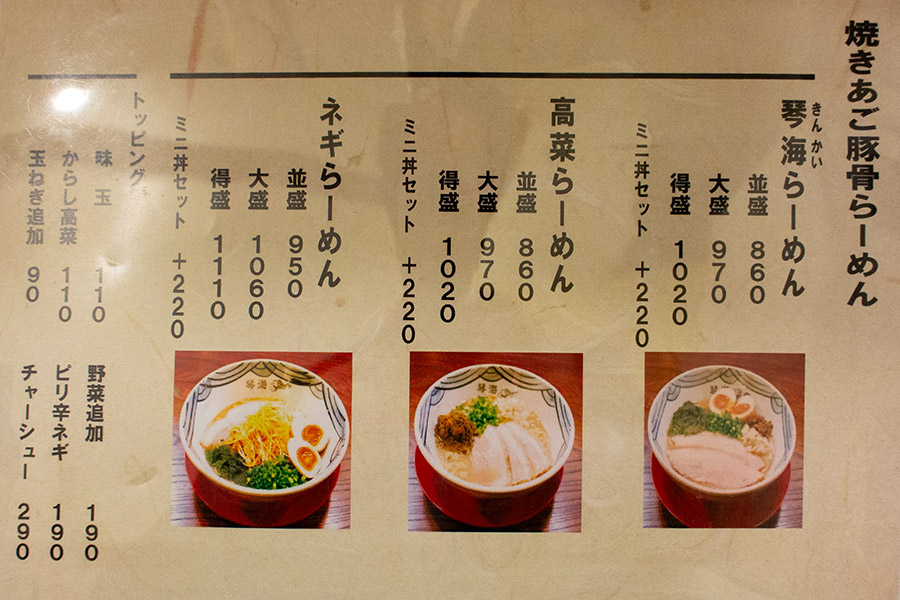 焼きあご豚骨らーめん
琴海らーめん
きんかい
並盛 860
大盛 970
得盛 1020
ミニ丼セット +220
高菜らーめん
並盛 860
大盛 970
得盛 1020
ミニ丼セット +220
ネギらーめん
並盛 950
大盛 1060
得盛 1110
ミニ丼セット +220
トッピング
味玉 110
からし高菜 110
玉ねぎ追加 90
野菜追加 190
ピリ辛ネギ 190
チャーシュー 290
琴海
琴海